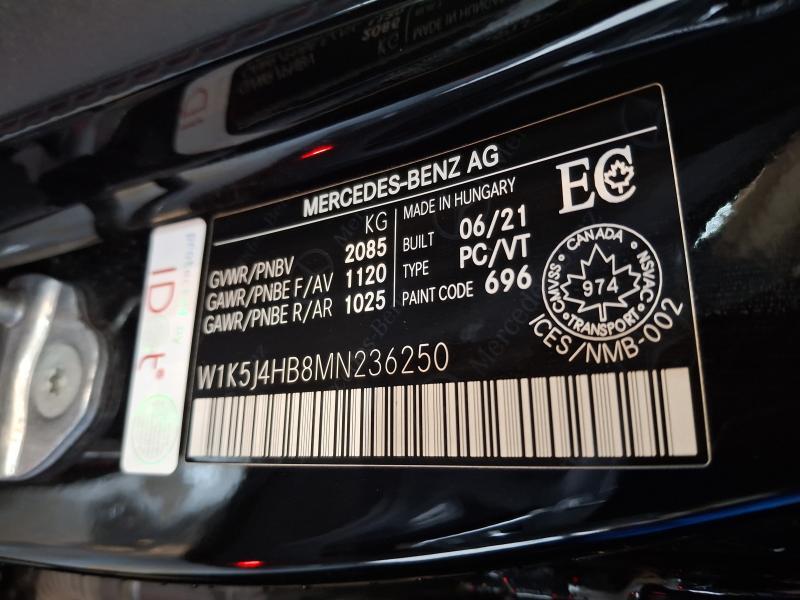 MERCEDES-BENZ AG
KG
GVWR/PNBV 2085
GAWR/PNBE F/AV 1120
GAWR/PNBE R/AR 1025
MADE IN HUNGARY
BUILT 06/21
TYPE PC/VT
PAINT CODE 696
EC
CANADA
974
TRANSPORT
CMVSS
NSVAC
ICES/NMB-002
W1K5J4HB8MN236250